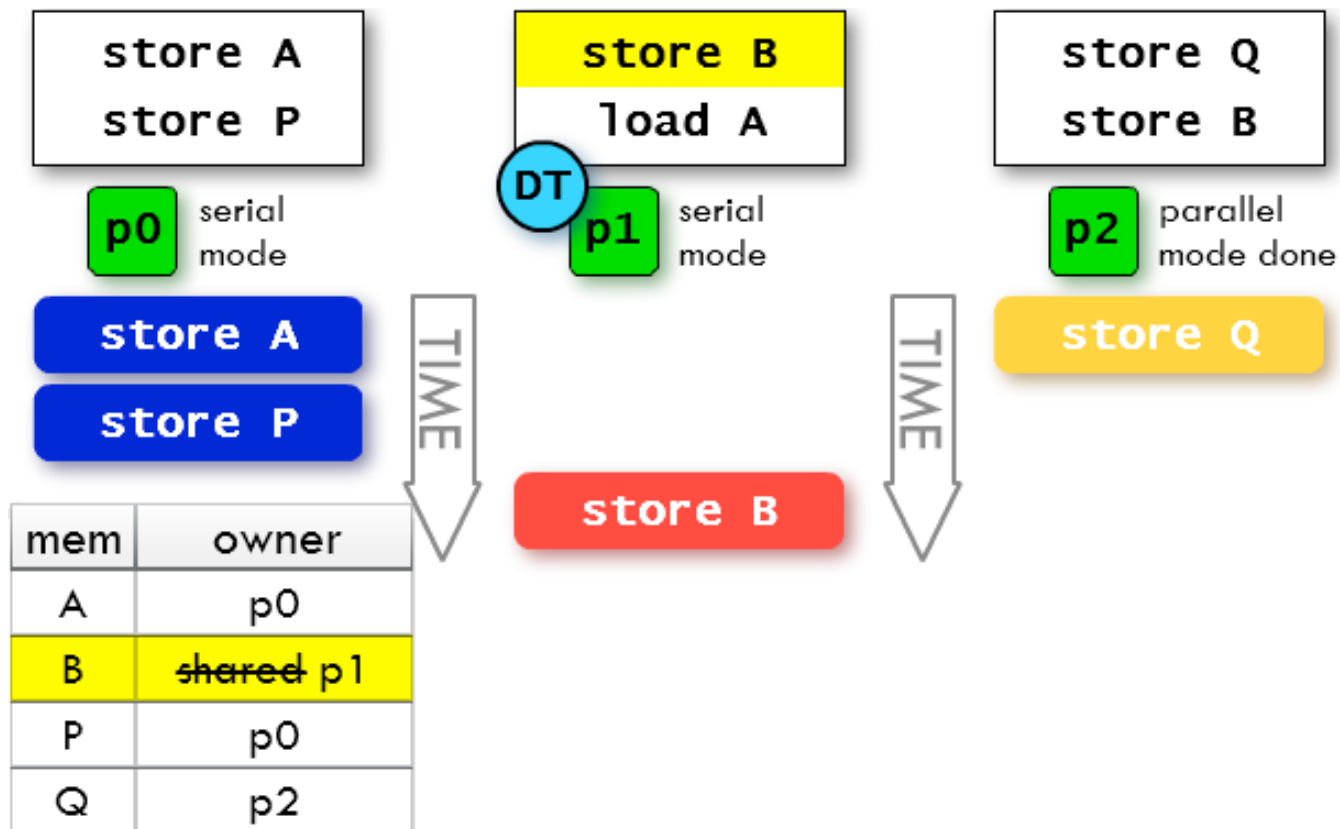 store A
store P
store B
load A
store Q
store B
p0
serial
mode
DT
p1
serial
mode
p2
parallel
mode done
store A
store P
TIME
store B
TIME
store Q
mem owner
A p0
B shared p1
P p0
Q p2